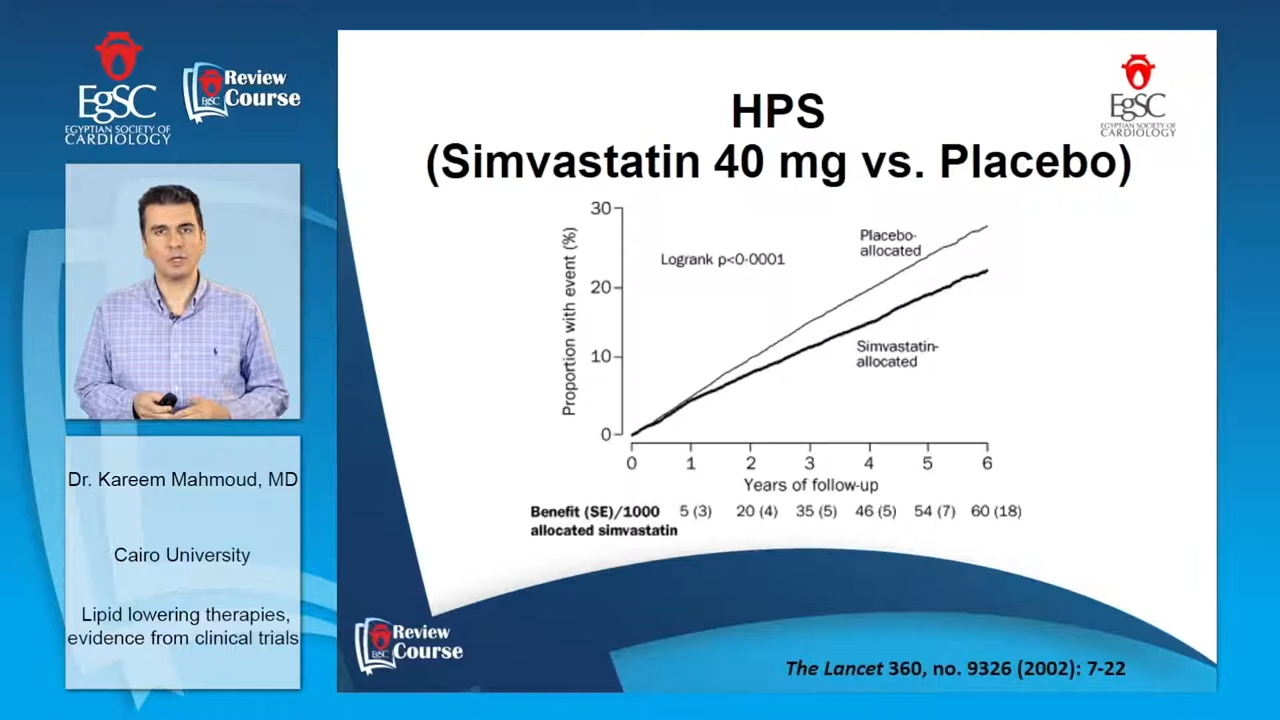 EgSC
EGYPTIAN SOCIETY OF
CARDIOLOGY
EgSC
Review
Course
Dr. Kareem Mahmoud, MD
Cairo University
Lipid lowering therapies,
evidence from clinical trials
EgSC
EGYPTIAN SOCIETY OF
CARDIOLOGY
HPS
(Simvastatin 40 mg vs. Placebo)
Proportion with event (%)
30
20
10
0
Logrank p<0·0001
Placebo-
allocated
Simvastatin-
allocated
0 1 2 3 4 5 6
Years of follow-up
Benefit (SE)/1000 5 (3) 20 (4) 35 (5) 46 (5) 54 (7) 60 (18)
allocated simvastatin
EgSC
Review
Course
The Lancet 360, no. 9326 (2002): 7-22